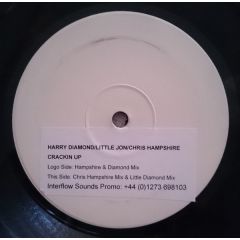 HARRY DIAMOND/LITTLE JON/CHRIS HAMPSHIRE
CRACKIN UP
Logo Side: Hampshire & Diamond Mix
This Side: Chris Hampshire Mix & Little Diamond Mix
Interflow Sounds Promo: +44 (0)1273 698103